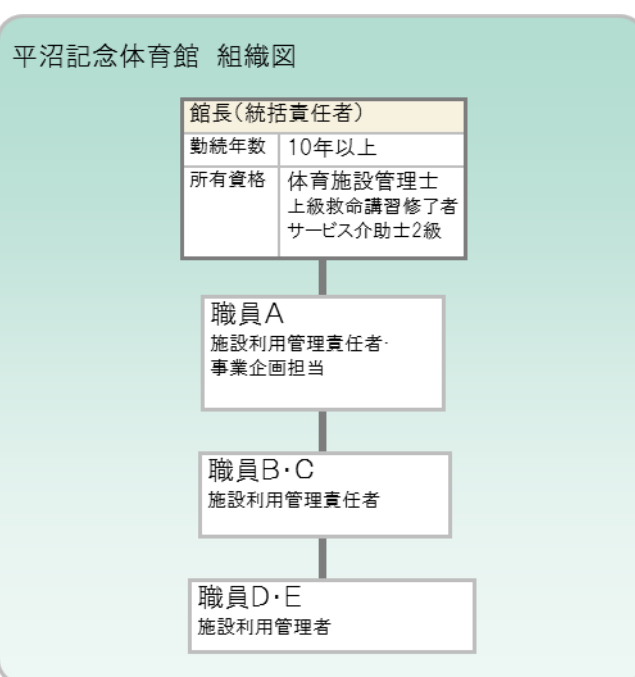 平沼記念体育館 組織図
館長(統括責任者)
勤続年数 10年以上
所有資格 体育施設管理士
上級救命講習修了者
サービス介助士2級
職員A
施設利用管理責任者・
事業企画担当
職員B・C
施設利用管理責任者
職員D・E
施設利用管理者